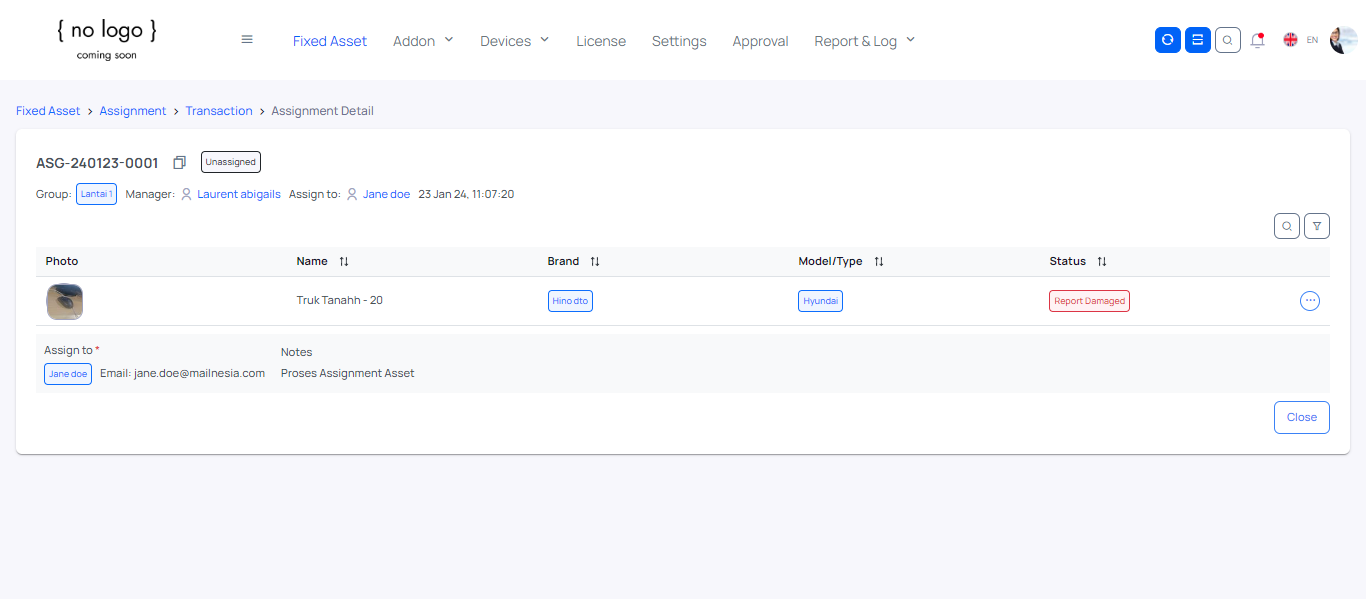 { no logo }
coming soon
Fixed Asset Addon Devices License Settings Approval Report & Log EN
Fixed Asset > Assignment > Transaction > Assignment Detail
ASG-240123-0001 Unassigned
Group: Lantai 1 Manager: Laurent abigails Assign to: Jane doe 23 Jan 24, 11:07:20
Photo Name Brand Model/Type Status
Truk Tanahh - 20 Hino dto Hyundai Report Damaged
Assign to * Notes
Jane doe Email: jane.doe@mailnesia.com Proses Assignment Asset
Close